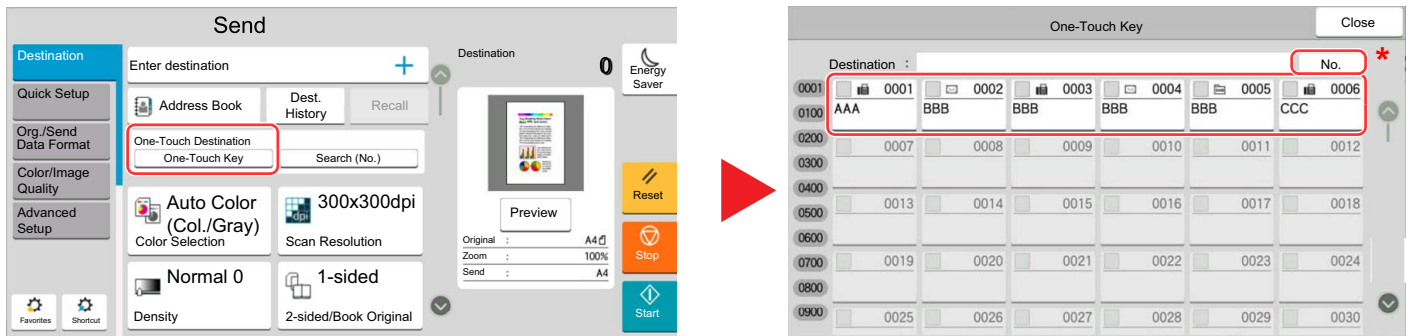 Send
Destination
Quick Setup
Org./Send
Data Format
Color/Image
Quality
Advanced
Setup
Favorites
Shortcut
Enter destination
+
Address Book
Dest.
History
Recall
One-Touch Destination
One-Touch Key
Search (No.)
Auto Color
(Col./Gray)
Color Selection
dpi
300x300dpi
Scan Resolution
Normal 0
Density
1-sided
2-sided/Book Original
Destination
0
Preview
Original : A4
Zoom : 100%
Send : A4
Energy
Saver
Reset
Stop
Start
One-Touch Key
Close
Destination :
No.
*
0001
0100
0200
0300
0400
0500
0600
0700
0800
0900
0001 0002 0003 0004 0005 0006
AAA BBB BBB BBB BBB CCC
0007 0008 0009 0010 0011 0012
0013 0014 0015 0016 0017 0018
0019 0020 0021 0022 0023 0024
0025 0026 0027 0028 0029 0030